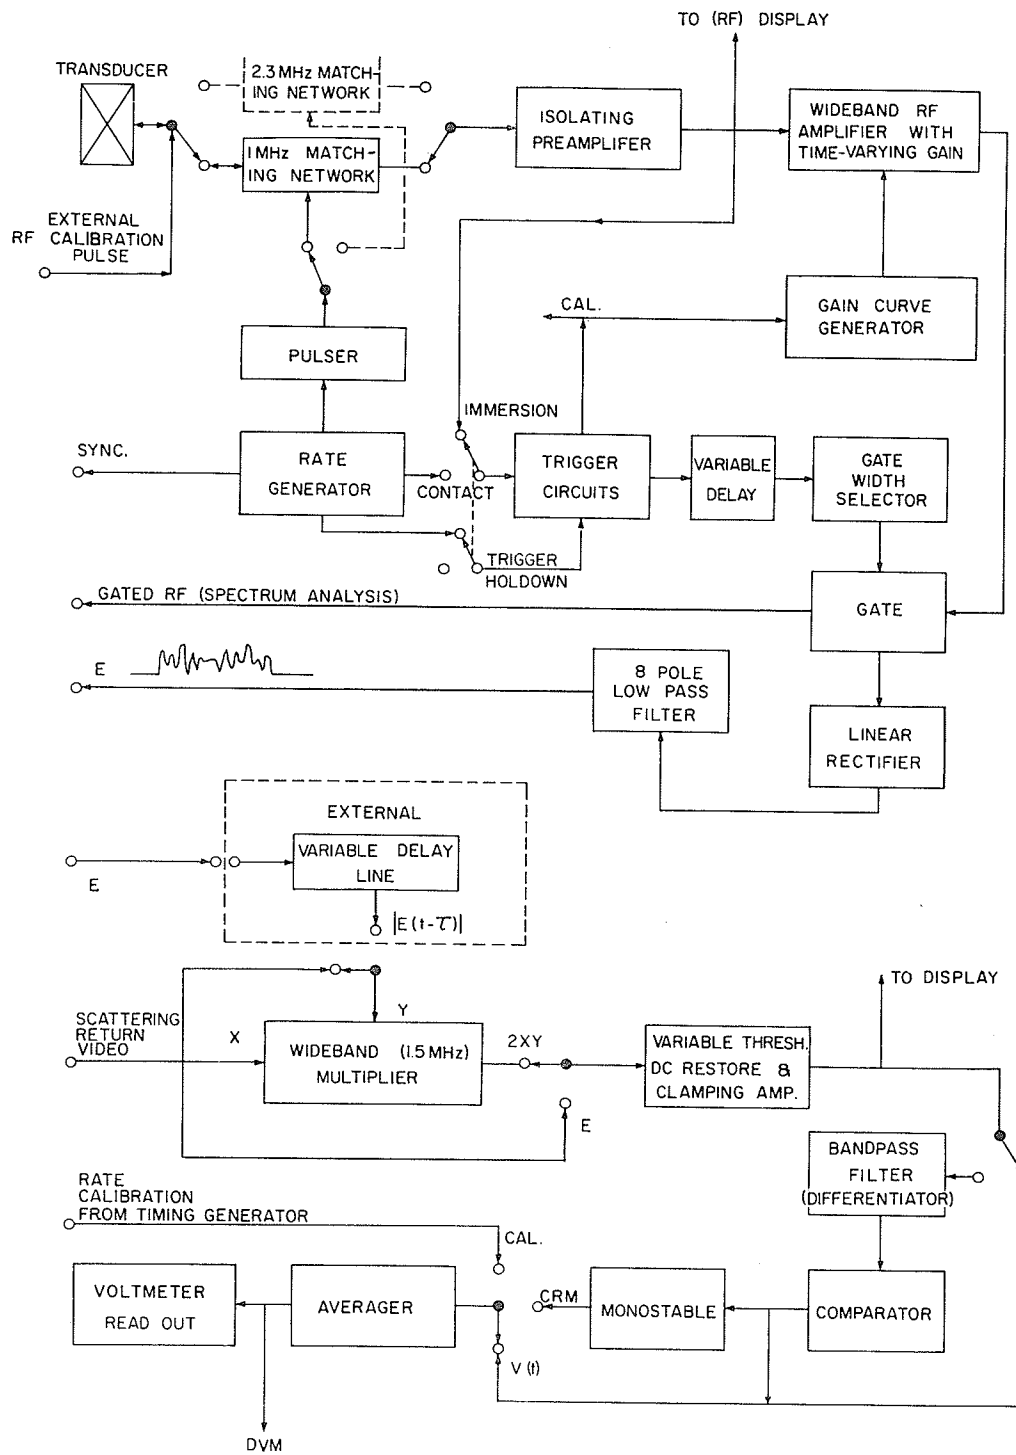 TO (RF) DISPLAY
TRANSDUCER
2.3 MHz MATCH-
ING NETWORK
1 MHz MATCH-
ING NETWORK
ISOLATING
PREAMPLIFER
WIDEBAND RF
AMPLIFIER WITH
TIME-VARYING GAIN
EXTERNAL
RF CALIBRATION
PULSE
CAL.
GAIN CURVE
GENERATOR
PULSER
IMMERSION
SYNC.
RATE
GENERATOR
CONTACT
TRIGGER
CIRCUITS
VARIABLE
DELAY
GATE
WIDTH
SELECTOR
TRIGGER
HOLDOWN
GATED RF (SPECTRUM ANALYSIS)
GATE
E
8 POLE
LOW PASS
FILTER
LINEAR
RECTIFIER
EXTERNAL
VARIABLE DELAY
LINE
E
|E(t-τ)|
TO DISPLAY
SCATTERING
RETURN
VIDEO
X
Y
WIDEBAND (1.5 MHz)
MULTIPLIER
2XY
VARIABLE THRESH.
DC RESTORE &
CLAMPING AMP.
E
BANDPASS
FILTER
(DIFFERENTIATOR)
RATE
CALIBRATION
FROM TIMING GENERATOR
CAL.
VOLTMETER
READ OUT
AVERAGER
CRM
MONOSTABLE
COMPARATOR
V (t)
DVM